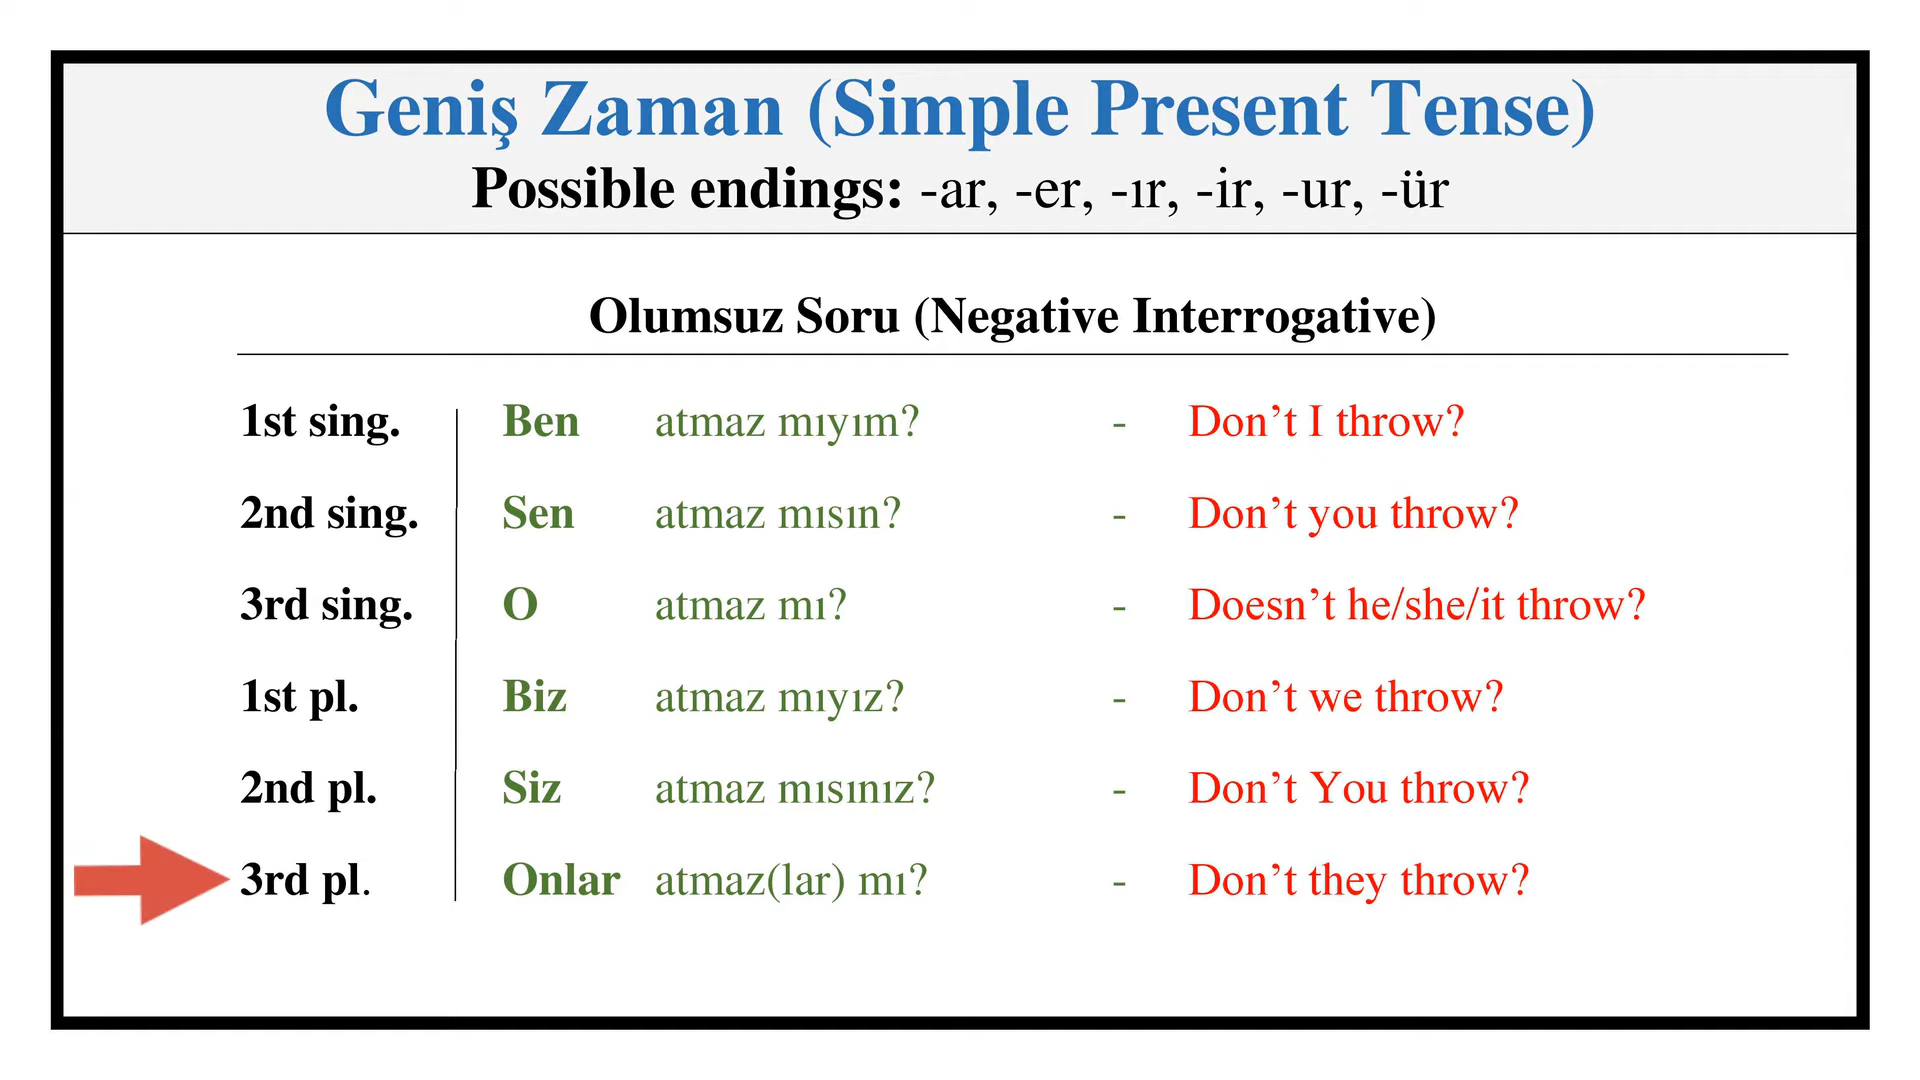 Geniş Zaman (Simple Present Tense)
Possible endings: -ar, -er, -ır, -ir, -ur, -ür
Olumsuz Soru (Negative Interrogative)
1st sing. Ben atmaz mıyım? - Don’t I throw?
2nd sing. Sen atmaz mısın? - Don’t you throw?
3rd sing. O atmaz mı? - Doesn’t he/she/it throw?
1st pl. Biz atmaz mıyız? - Don’t we throw?
2nd pl. Siz atmaz mısınız? - Don’t You throw?
3rd pl. Onlar atmaz(lar) mı? - Don’t they throw?